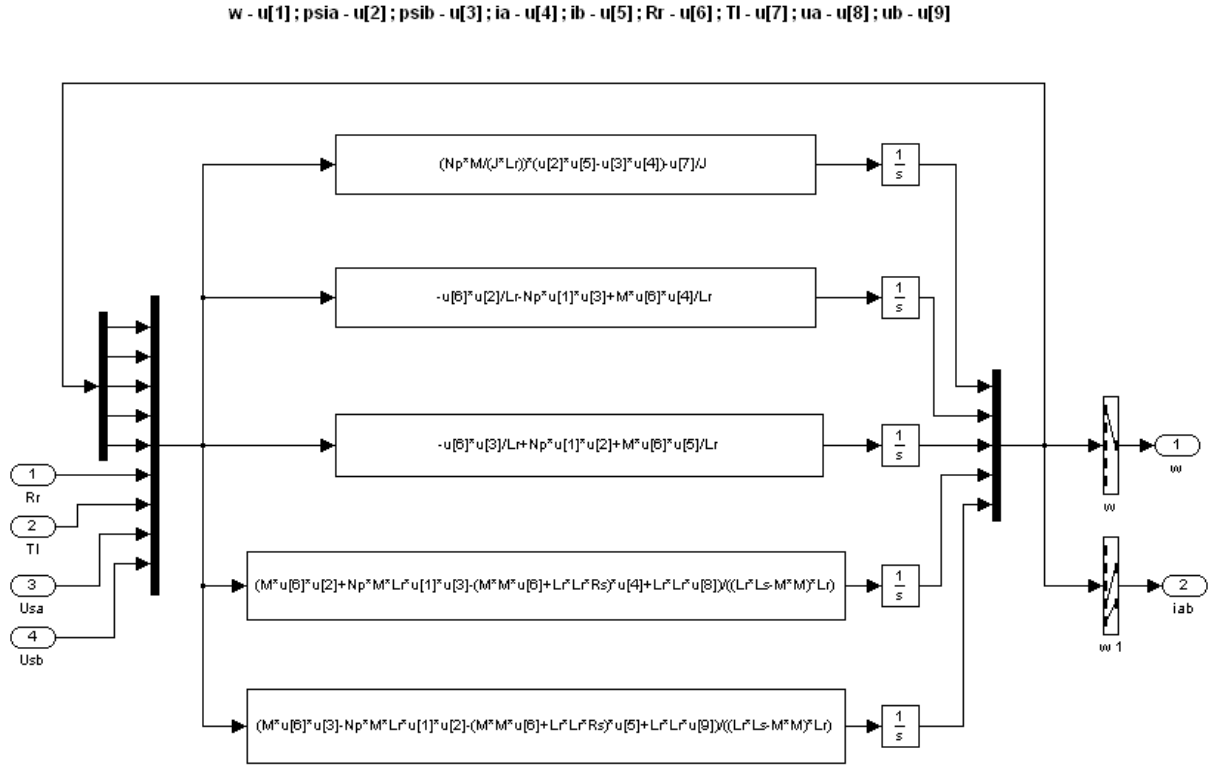 w - u[1] ; psia - u[2] ; psib - u[3] ; ia - u[4] ; ib - u[5] ; Rr - u[6] ; Tl - u[7] ; ua - u[8] ; ub - u[9]
(Np*M/(J*Lr))*(u[2]*u[5]-u[3]*u[4])-u[7]/J
1
s
-u[6]*u[2]/Lr-Np*u[1]*u[3]+M*u[6]*u[4]/Lr
1
s
-u[6]*u[3]/Lr+Np*u[1]*u[2]+M*u[6]*u[5]/Lr
1
s
(M*u[6]*u[2]+Np*M*Lr*u[1]*u[3]-(M*M*u[6]+Lr*Lr*Rs)*u[4]+Lr*Lr*u[8])/((Lr*Ls-M*M)*Lr)
1
s
(M*u[6]*u[3]-Np*M*Lr*u[1]*u[2]-(M*M*u[6]+Lr*Lr*Rs)*u[5]+Lr*Lr*u[9])/((Lr*Ls-M*M)*Lr)
1
s
1
Rr
2
Tl
3
Usa
4
Usb
w
1
w
w 1
2
iab